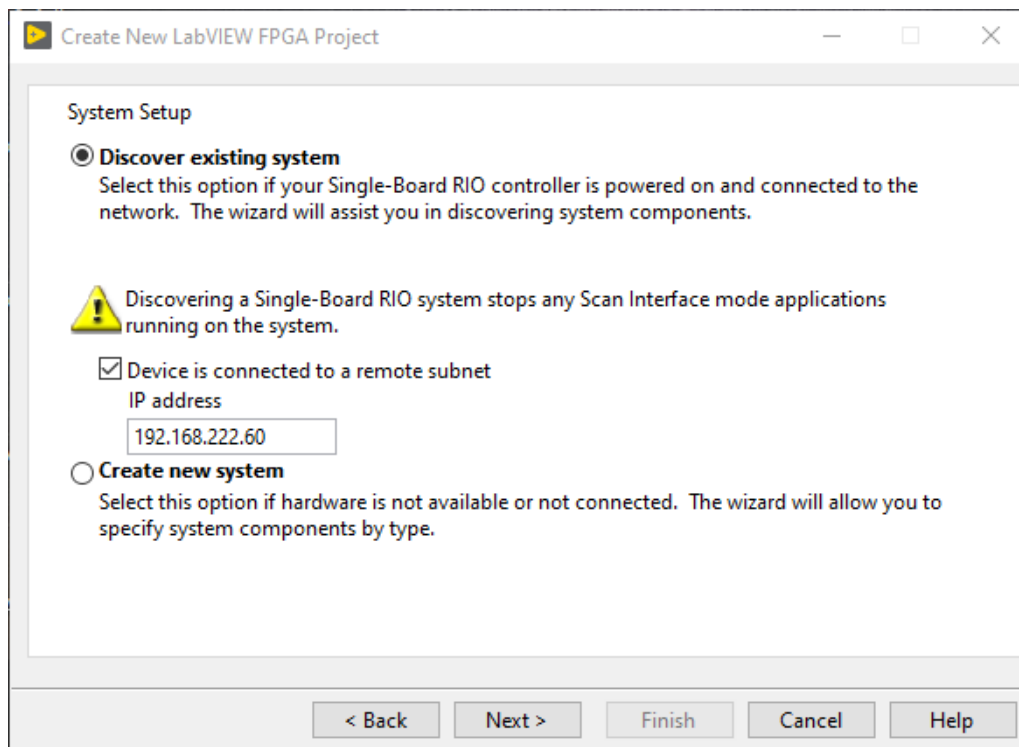 Create New LabVIEW FPGA Project
System Setup
Discover existing system
Select this option if your Single-Board RIO controller is powered on and connected to the
network. The wizard will assist you in discovering system components.
Discovering a Single-Board RIO system stops any Scan Interface mode applications
running on the system.
Device is connected to a remote subnet
IP address
192.168.222.60
Create new system
Select this option if hardware is not available or not connected. The wizard will allow you to
specify system components by type.
< Back Next > Finish Cancel Help